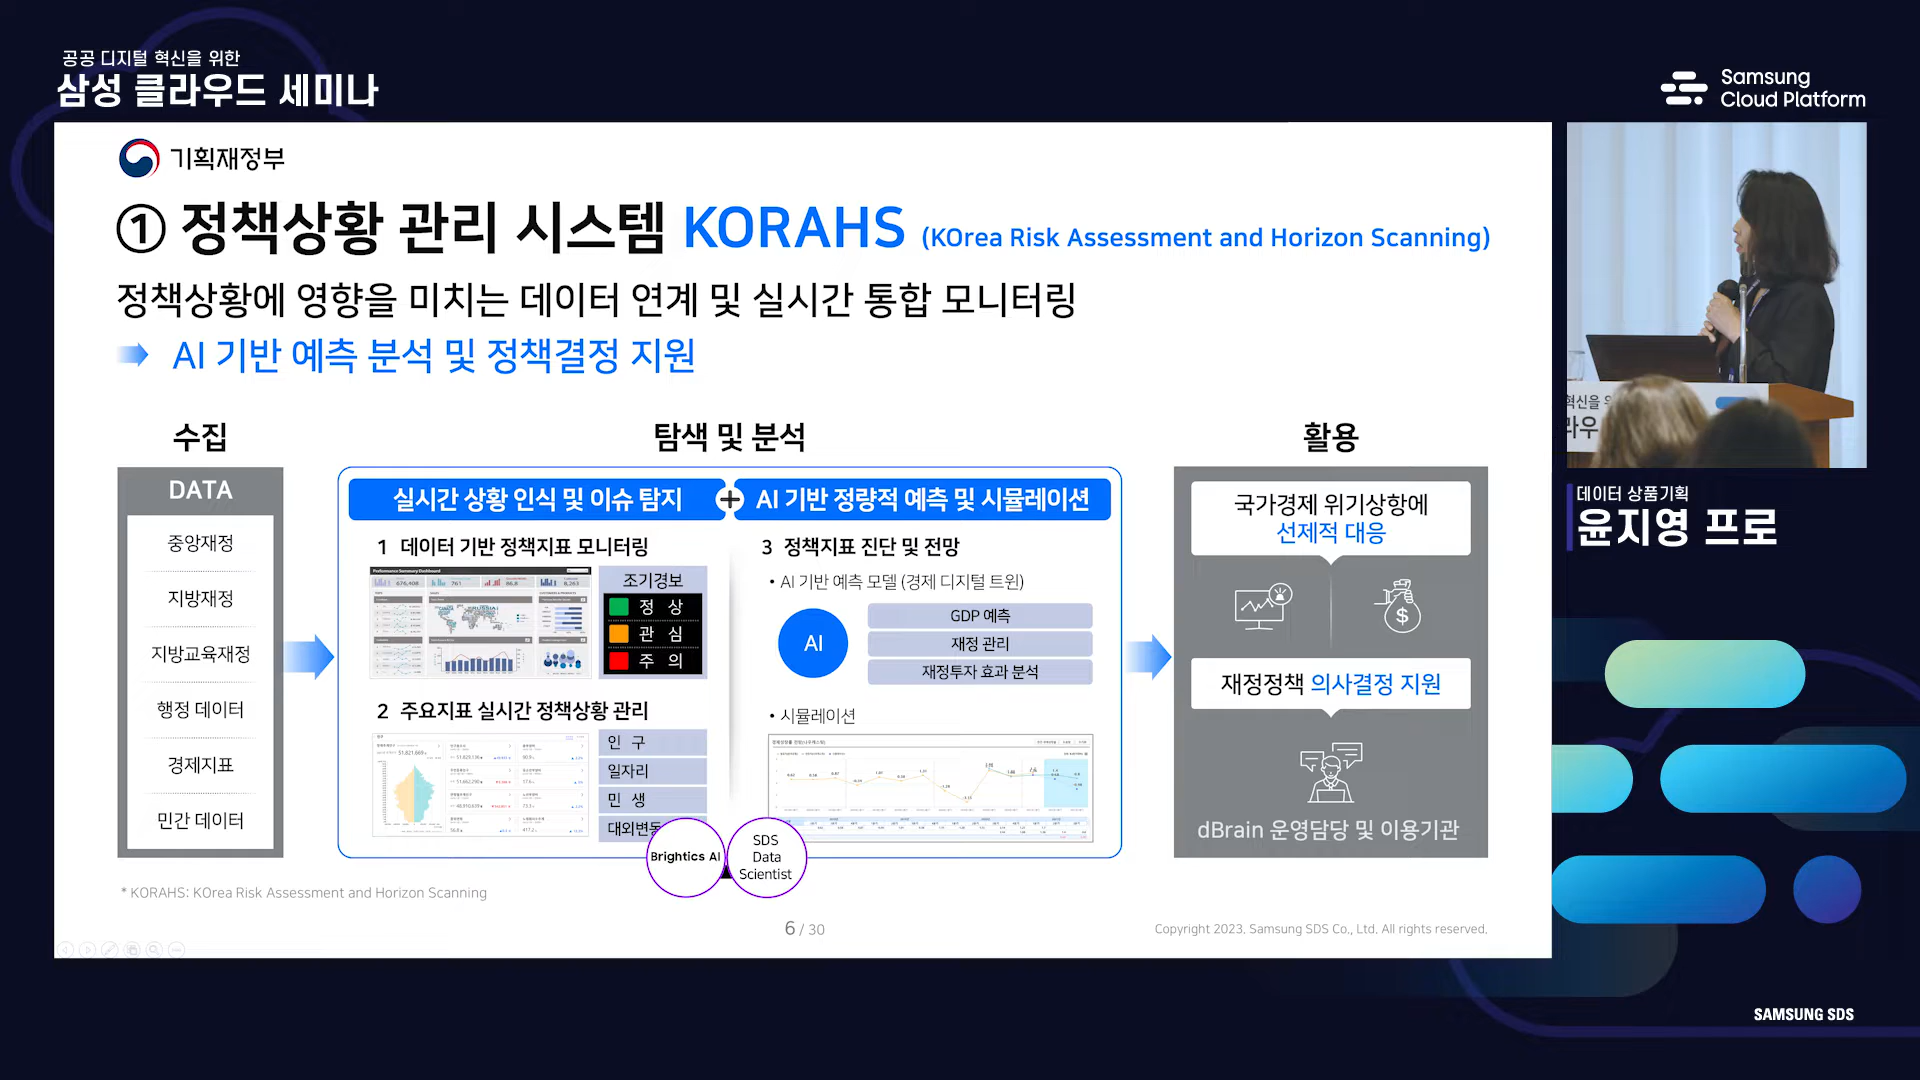 공공 디지털 혁신을 위한
삼성 클라우드 세미나
Samsung
Cloud Platform
기획재정부
① 정책상황 관리 시스템 KORAHS (KOrea Risk Assessment and Horizon Scanning)
정책상황에 영향을 미치는 데이터 연계 및 실시간 통합 모니터링
AI 기반 예측 분석 및 정책결정 지원
수집
DATA
중앙재정
지방재정
지방교육재정
행정 데이터
경제지표
민간 데이터
탐색 및 분석
실시간 상황 인식 및 이슈 탐지
+
AI 기반 정량적 예측 및 시뮬레이션
1 데이터 기반 정책지표 모니터링
Performance Summary Dashboard
조기경보
정 상
관 심
주 의
2 주요지표 실시간 정책상황 관리
인 구
일자리
민 생
대외변동
3 정책지표 진단 및 전망
• AI 기반 예측 모델 (경제 디지털 트윈)
AI
GDP 예측
재정 관리
재정투자 효과 분석
• 시뮬레이션
Brightics AI
SDS
Data
Scientist
활용
국가경제 위기상항에
선제적 대응
재정정책 의사결정 지원
dBrain 운영담당 및 이용기관
* KORAHS: KOrea Risk Assessment and Horizon Scanning
6 / 30
Copyright 2023. Samsung SDS Co., Ltd. All rights reserved.
혁신을
라우
데이터 상품기획
윤지영 프로
SAMSUNG SDS